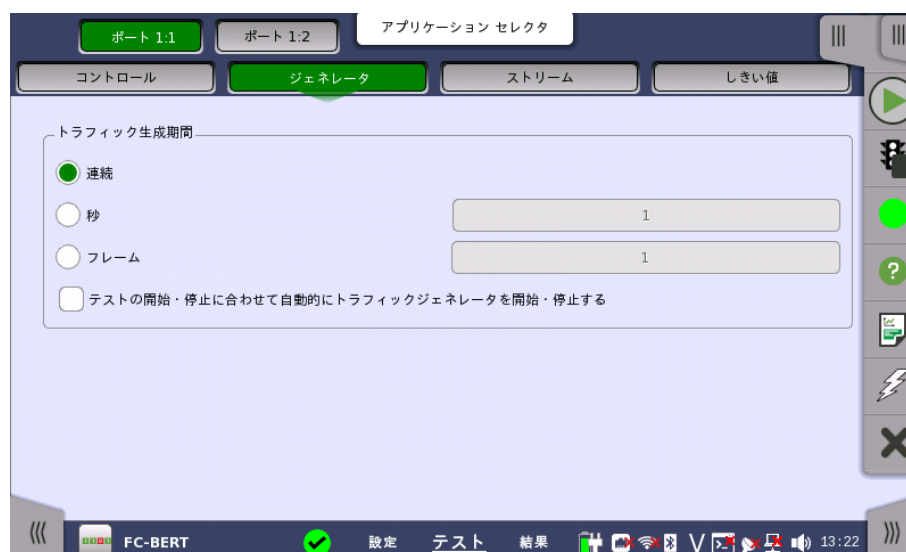 ポート 1:1 ポート 1:2 アプリケーション セレクタ
コントロール ジェネレータ ストリーム しきい値
トラフィック生成期間
連続
秒 1
フレーム 1
テストの開始・停止に合わせて自動的にトラフィックジェネレータを開始・停止する
FC-BERT 設定 テスト 結果 13:22